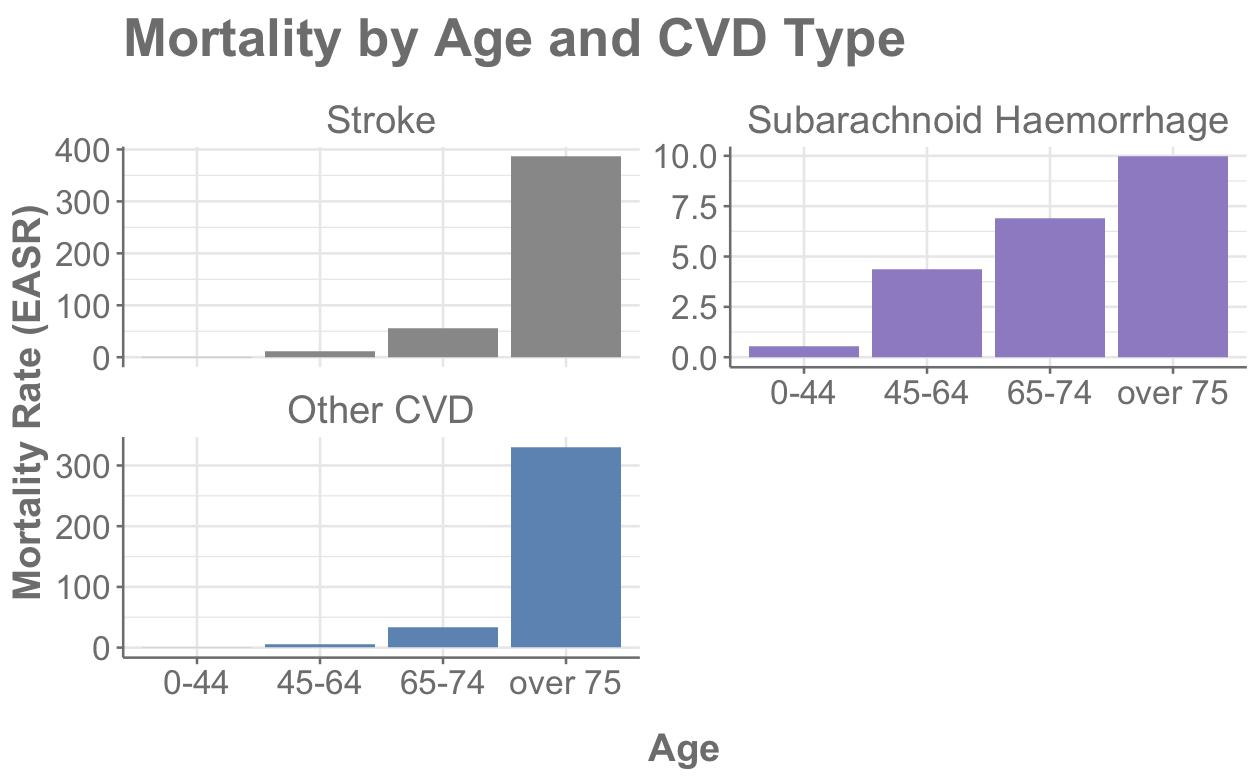 Mortality by Age and CVD Type
Mortality Rate (EASR)
Stroke
400
300
200
100
0
Subarachnoid Haemorrhage
10.0
7.5
5.0
2.5
0.0
0-44 45-64 65-74 over 75
Other CVD
300
200
100
0
0-44 45-64 65-74 over 75
Age